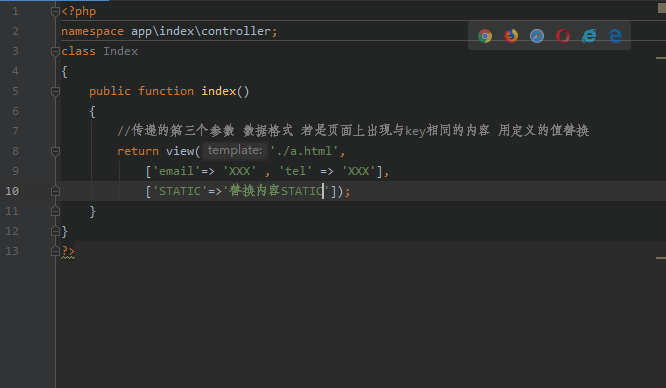 1 <?php
2 namespace app\index\controller;
3 class Index
4 {
5 public function index()
6 {
7 //传递的第三个参数 数据格式 若是页面上出现与key相同的内容 用定义的值替换
8 return view( template: './a.html',
9 ['email'=> 'XXX' , 'tel' => 'XXX'],
10 ['STATIC'=>'替换内容STATIC']);
11 }
12 }
13 ?>